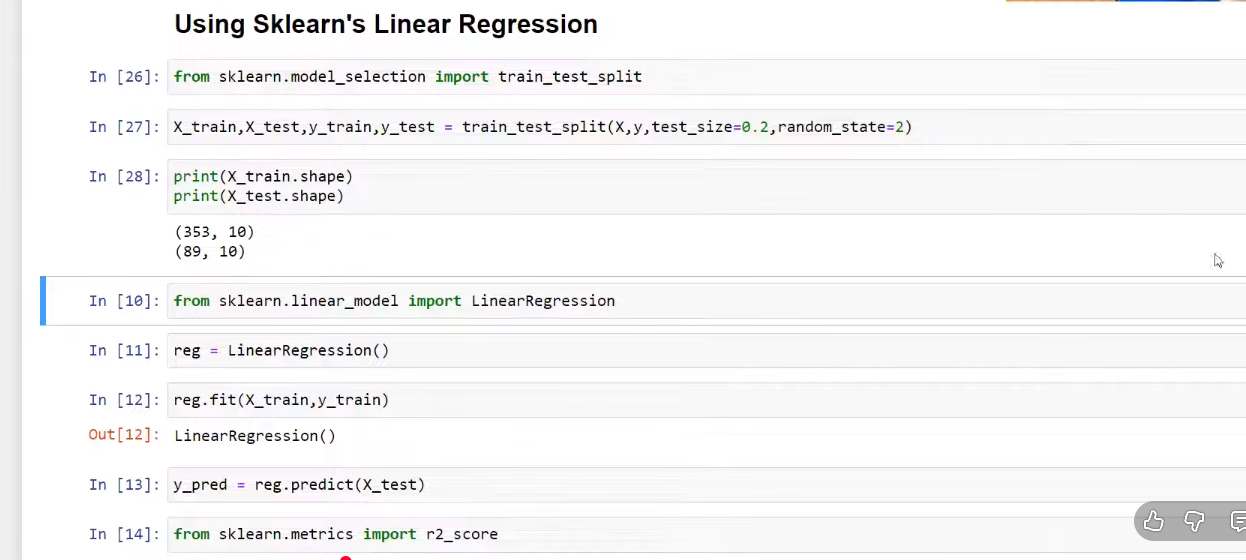 Using Sklearn's Linear Regression
In [26]: from sklearn.model_selection import train_test_split
In [27]: X_train,X_test,y_train,y_test = train_test_split(X,y,test_size=0.2,random_state=2)
In [28]: print(X_train.shape)
print(X_test.shape)
(353, 10)
(89, 10)
In [10]: from sklearn.linear_model import LinearRegression
In [11]: reg = LinearRegression()
In [12]: reg.fit(X_train,y_train)
Out[12]: LinearRegression()
In [13]: y_pred = reg.predict(X_test)
In [14]: from sklearn.metrics import r2_score